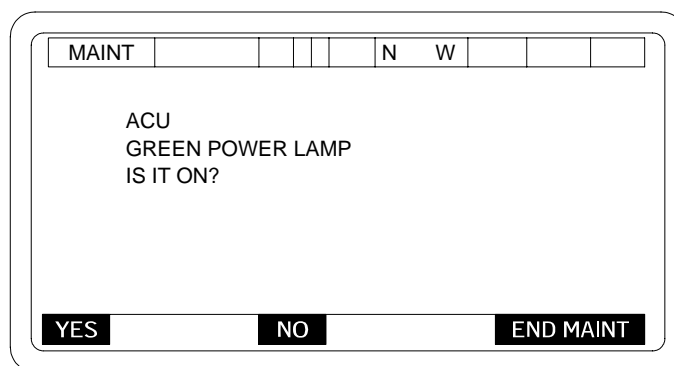 MAINT N W
ACU
GREEN POWER LAMP
IS IT ON?
YES NO END MAINT